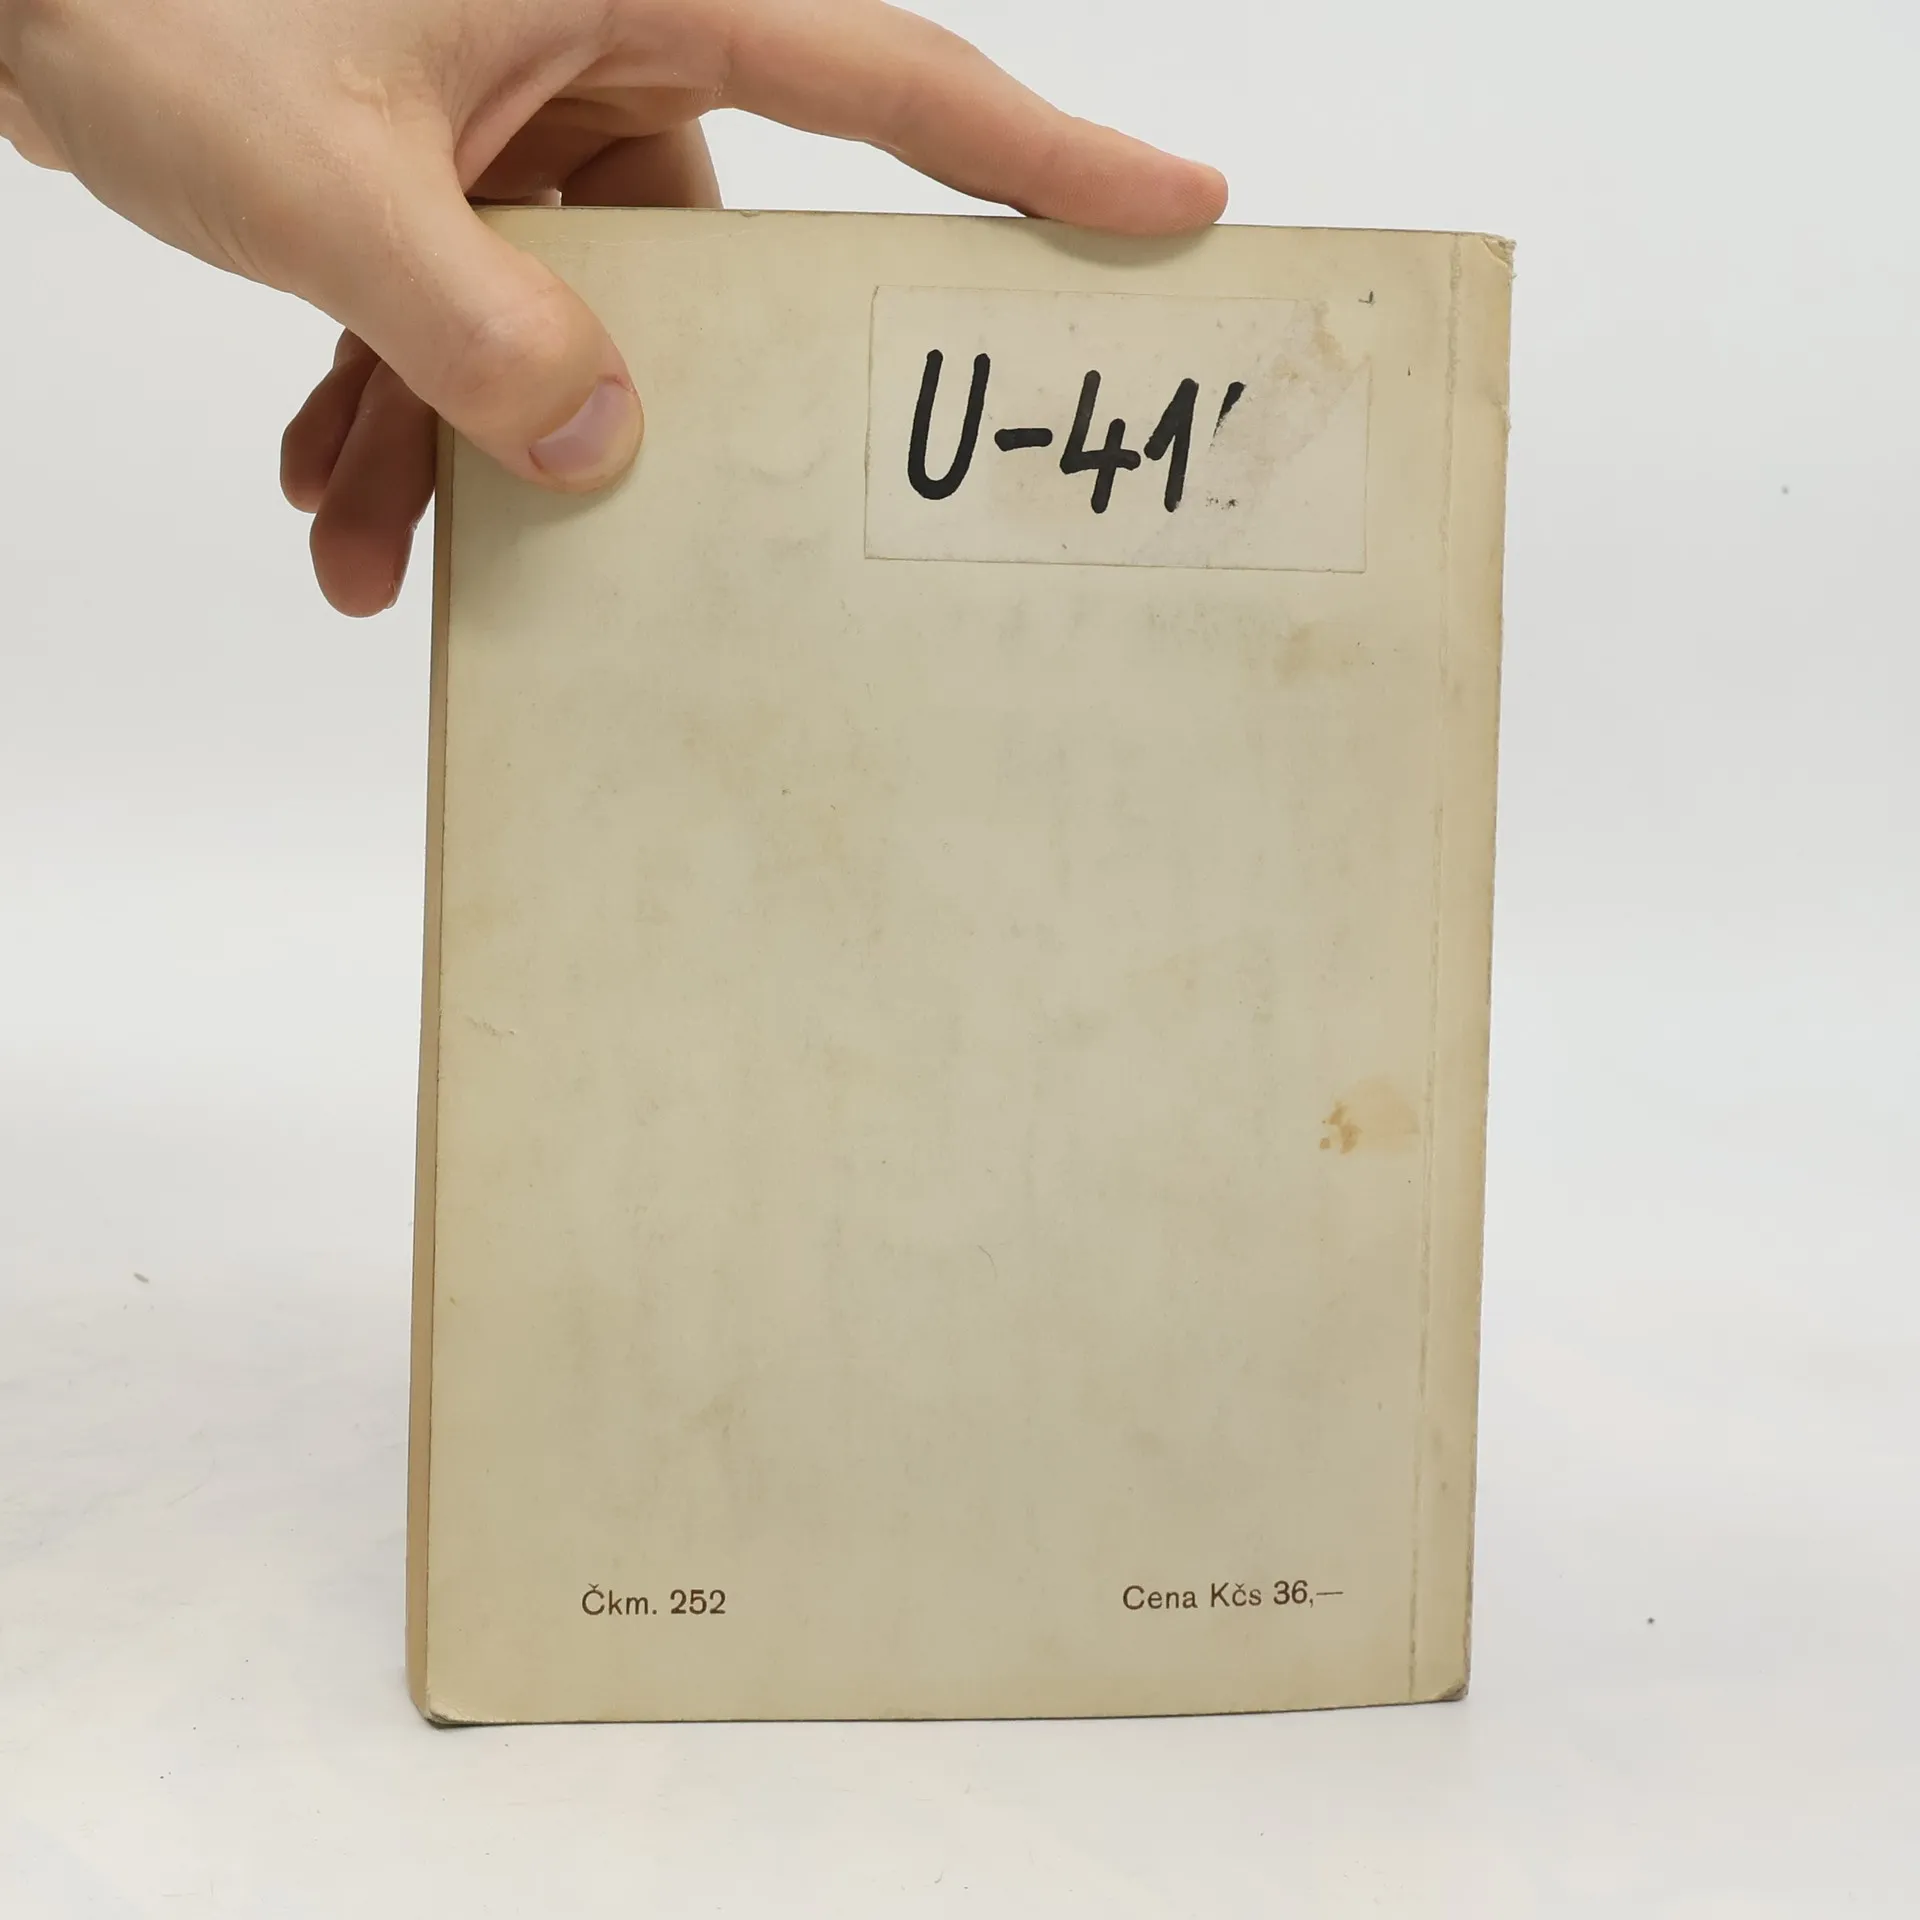 U-41
Čkm. 252
Cena Kčs 36,—